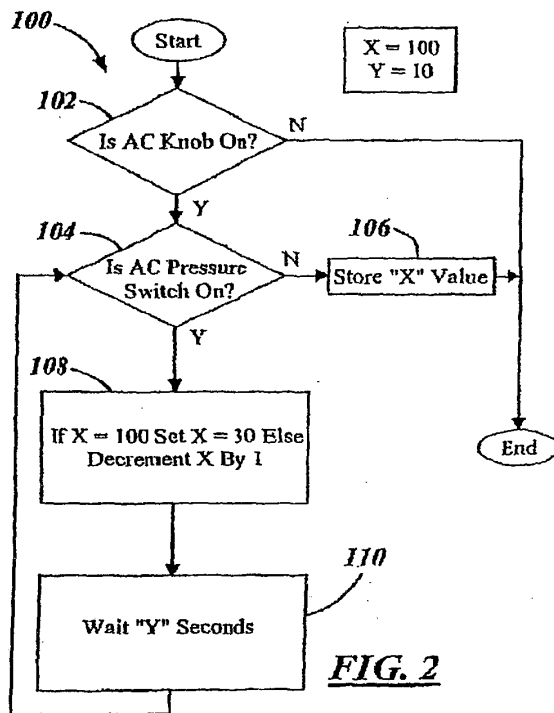 100
Start
X = 100
Y = 10
102
Is AC Knob On?
N
Y
104
Is AC Pressure
Switch On?
N
106
Store "X" Value
Y
108
If X = 100 Set X = 30 Else
Decrement X By 1
End
110
Wait "Y" Seconds
FIG. 2